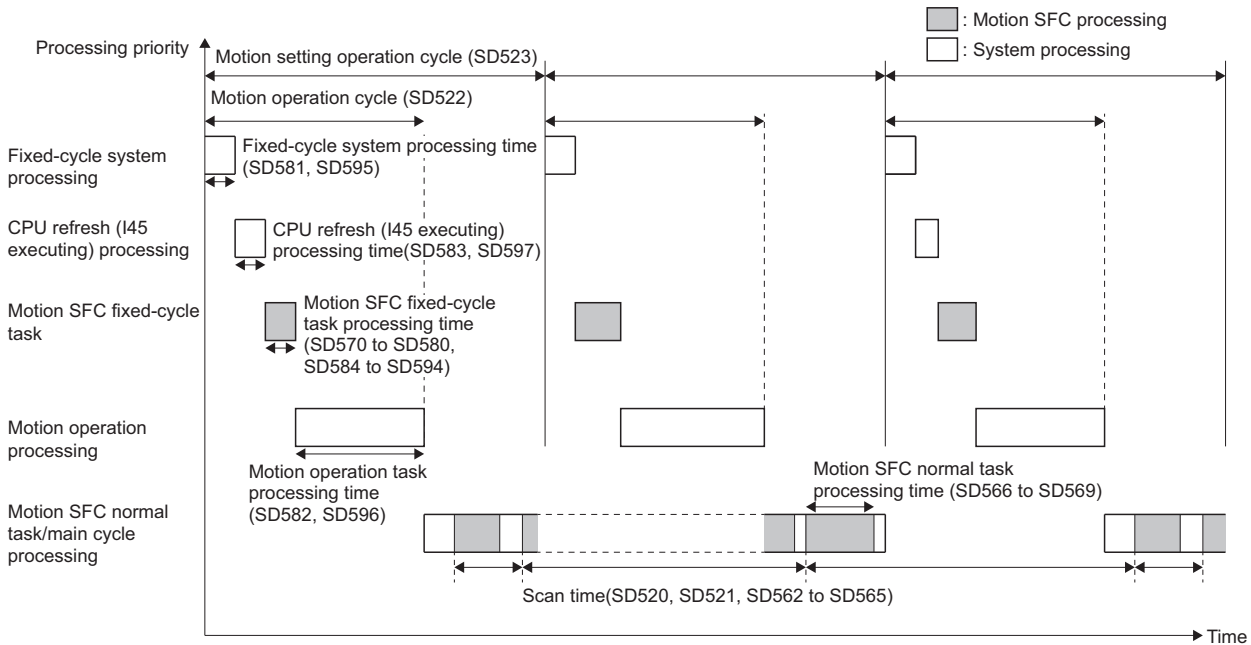 : Motion SFC processing
: System processing
Processing priority
Motion setting operation cycle (SD523)
Motion operation cycle (SD522)
Fixed-cycle system
processing
Fixed-cycle system processing time
(SD581, SD595)
CPU refresh (I45
executing) processing
CPU refresh (I45 executing)
processing time(SD583, SD597)
Motion SFC fixed-cycle
task
Motion SFC fixed-cycle
task processing time
(SD570 to SD580,
SD584 to SD594)
Motion operation
processing
Motion operation task
processing time
(SD582, SD596)
Motion SFC normal task
processing time (SD566 to SD569)
Motion SFC normal
task/main cycle
processing
Scan time(SD520, SD521, SD562 to SD565)
Time